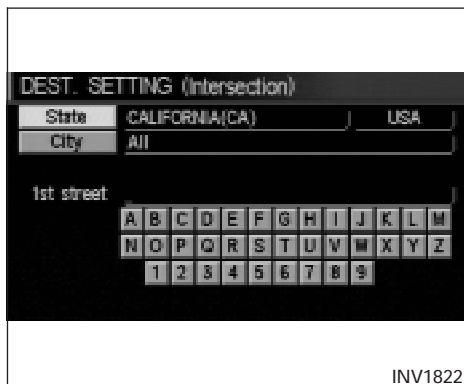 DEST. SETTING (Intersection)
State CALIFORNIA(CA) USA
City All
1st street
A B C D E F G H I J K L M
N O P Q R S T U V W X Y Z
1 2 3 4 5 6 7 8 9
INV1822